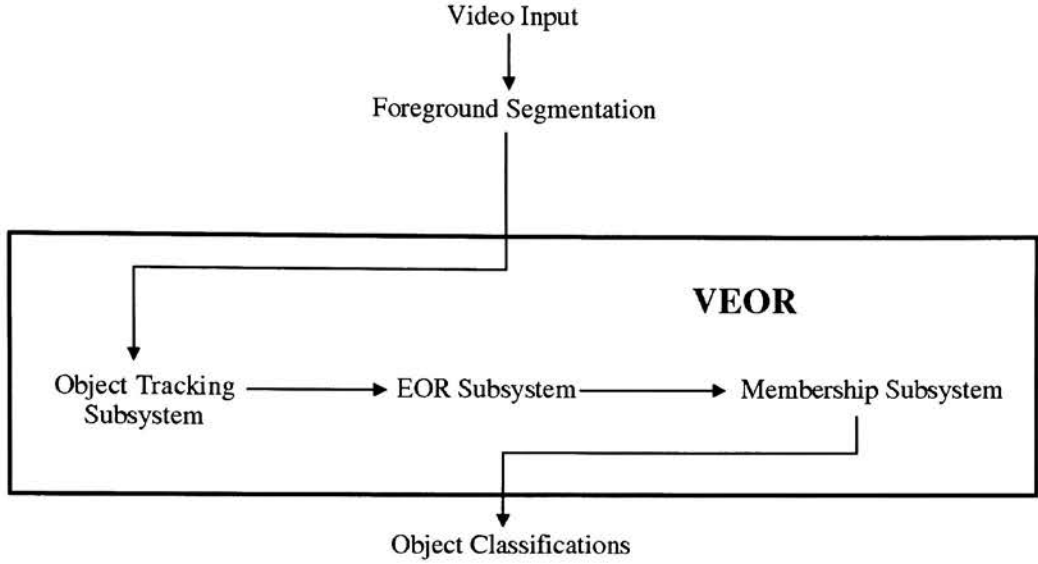 Video Input
Foreground Segmentation
VEOR
Object Tracking
Subsystem
EOR Subsystem
Membership Subsystem
Object Classifications